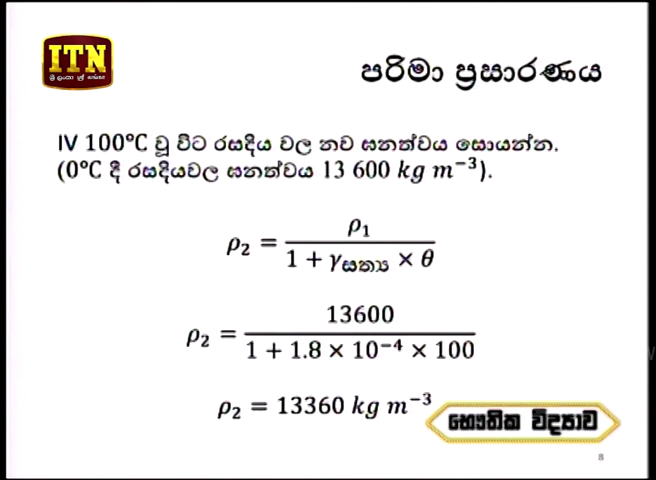 ITN
ශ්‍රී ලංකා ප්‍රේ සන්නස
පරිමා ප්‍රසාරණය
IV 100°C වූ විට රසදිය වල නව ඝනත්වය සොයන්න.
(0°C දී රසදියවල ඝනත්වය 13 600 kg m⁻³).
ρ₂ = ρ₁ / (1 + γසත්‍ය × θ)
ρ₂ = 13600 / (1 + 1.8 × 10⁻⁴ × 100)
ρ₂ = 13360 kg m⁻³
භෞතික විද්‍යාව
8